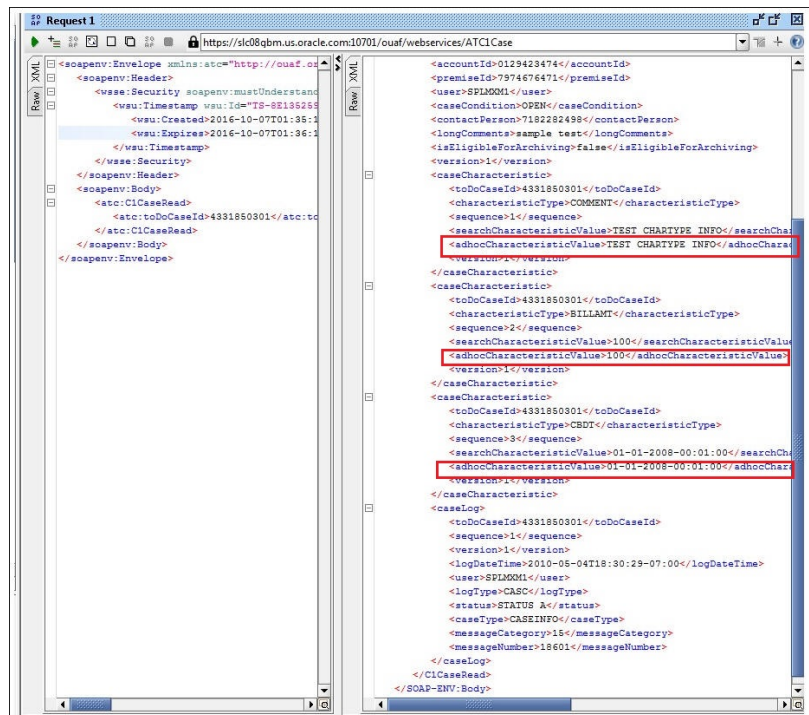 Request 1
https://slc08qbm.us.oracle.com:10701/ouaf/webservices/ATC1Case
XML
Raw
<soapenv:Envelope xmlns:atc="http://ouaf.or
<soapenv:Header>
<wsse:Security soapenv:mustUnderstand
<wsu:Timestamp wsu:Id="TS-8E135255
<wsu:Created>2016-10-07T01:35:1
<wsu:Expires>2016-10-07T01:36:1
</wsu:Timestamp>
</wsse:Security>
</soapenv:Header>
<soapenv:Body>
<atc:C1CaseRead>
<atc:toDoCaseId>4331850301</atc:to
</atc:C1CaseRead>
</soapenv:Body>
</soapenv:Envelope>
XML
Raw
<accountId>0129423474</accountId>
<premiseId>7974676471</premiseId>
<user>SPLMXM1</user>
<caseCondition>OPEN</caseCondition>
<contactPerson>7182282498</contactPerson>
<longComments>sample test</longComments>
<isEligibleForArchiving>false</isEligibleForArchiving>
<version>1</version>
<caseCharacteristic>
<toDoCaseId>4331850301</toDoCaseId>
<characteristicType>COMMENT</characteristicType>
<sequence>1</sequence>
<searchCharacteristicValue>TEST CHARTYPE INFO</searchChar
<adhocCharacteristicValue>TEST CHARTYPE INFO</adhocCharac
<version>1</version>
</caseCharacteristic>
<caseCharacteristic>
<toDoCaseId>4331850301</toDoCaseId>
<characteristicType>BILLAMT</characteristicType>
<sequence>2</sequence>
<searchCharacteristicValue>100</searchCharacteristicValue
<adhocCharacteristicValue>100</adhocCharacteristicValue>
<version>1</version>
</caseCharacteristic>
<caseCharacteristic>
<toDoCaseId>4331850301</toDoCaseId>
<characteristicType>CBDT</characteristicType>
<sequence>3</sequence>
<searchCharacteristicValue>01-01-2008-00:01:00</searchCha
<adhocCharacteristicValue>01-01-2008-00:01:00</adhocChara
<version>1</version>
</caseCharacteristic>
<caseLog>
<toDoCaseId>4331850301</toDoCaseId>
<sequence>1</sequence>
<version>1</version>
<logDateTime>2010-05-04T18:30:29-07:00</logDateTime>
<user>SPLMXM1</user>
<logType>CASC</logType>
<status>STATUS A</status>
<caseType>CASEINFO</caseType>
<messageCategory>15</messageCategory>
<messageNumber>18601</messageNumber>
</caseLog>
</C1CaseRead>
</SOAP-ENV:Body>